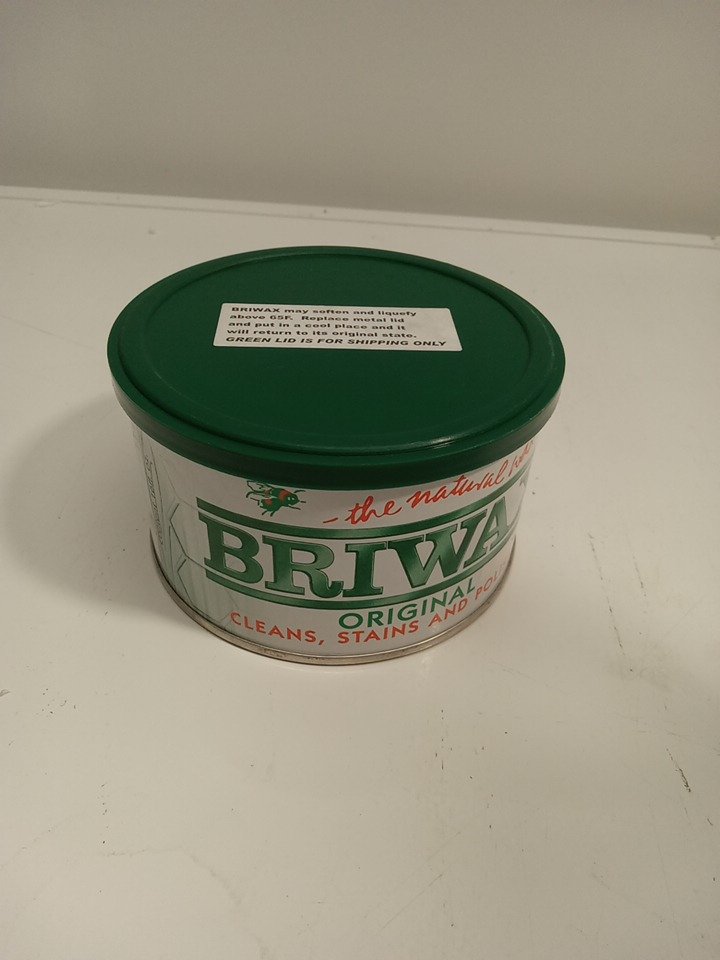 BRIWAX may soften and liquefy
above 65F. Replace metal lid
and put in a cool place and it
will return to its original state.
GREEN LID IS FOR SHIPPING ONLY
- the natural
BRIWA
ORIGINAL
CLEANS, STAINS AND POL